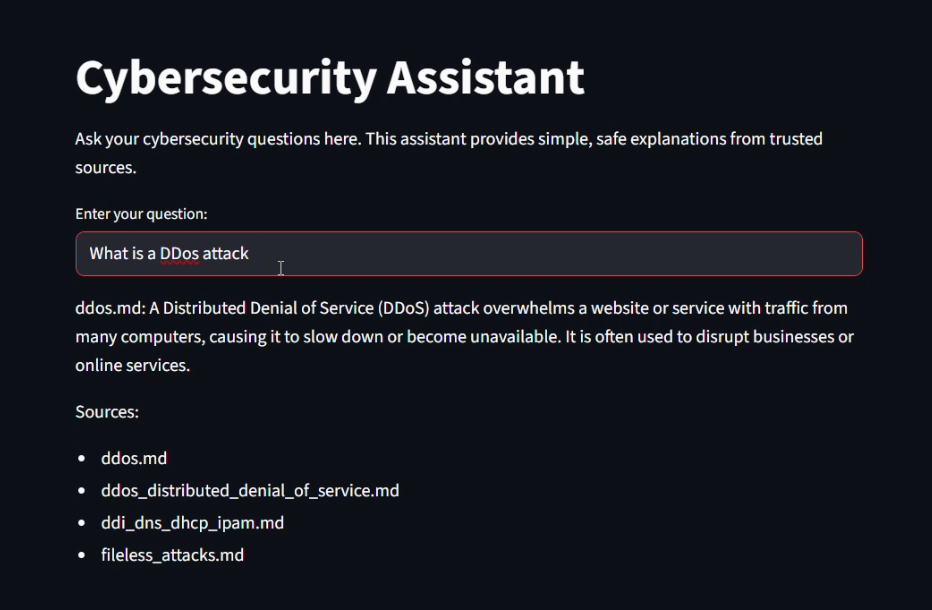 Cybersecurity Assistant
Ask your cybersecurity questions here. This assistant provides simple, safe explanations from trusted
sources.
Enter your question:
What is a DDos attack
ddos.md: A Distributed Denial of Service (DDoS) attack overwhelms a website or service with traffic from
many computers, causing it to slow down or become unavailable. It is often used to disrupt businesses or
online services.
Sources:
• ddos.md
• ddos_distributed_denial_of_service.md
• ddi_dns_dhcp_ipam.md
• fileless_attacks.md